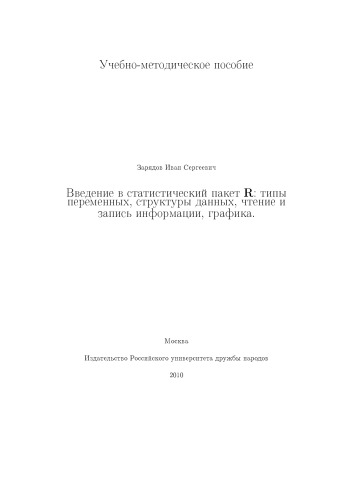 Учебно-методическое пособие
Зарядов Иван Сергеевич
Введение в статистический пакет R: типы
переменных, структуры данных, чтение и
запись информации, графика.
Москва
Издательство Российского университета дружбы народов
2010